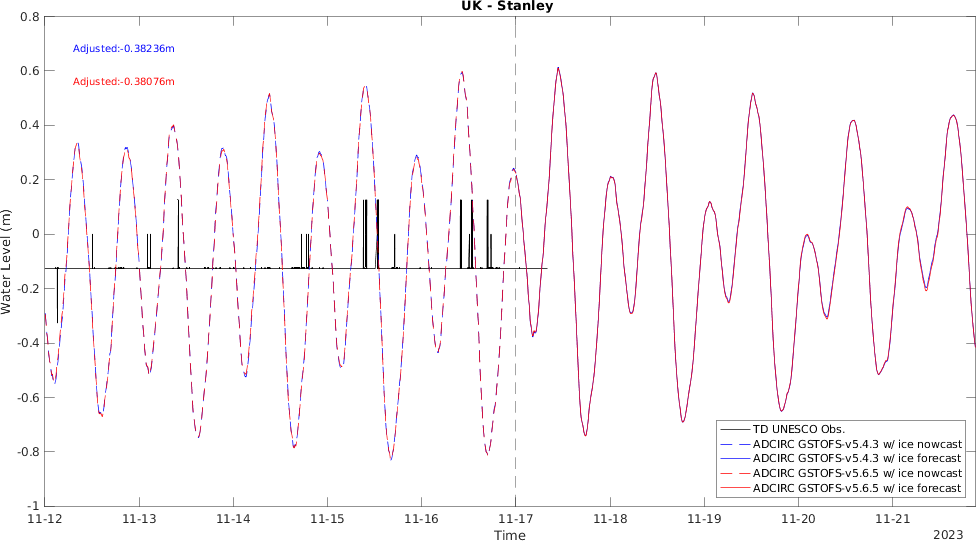 UK - Stanley
Adjusted:-0.38236m
Adjusted:-0.38076m
Water Level (m)
0.8
0.6
0.4
0.2
0
-0.2
-0.4
-0.6
-0.8
-1
TD UNESCO Obs.
ADCIRC GSTOFS-v5.4.3 w/ ice nowcast
ADCIRC GSTOFS-v5.4.3 w/ ice forecast
ADCIRC GSTOFS-v5.6.5 w/ ice nowcast
ADCIRC GSTOFS-v5.6.5 w/ ice forecast
11-12 11-13 11-14 11-15 11-16 11-17 11-18 11-19 11-20 11-21
Time
2023